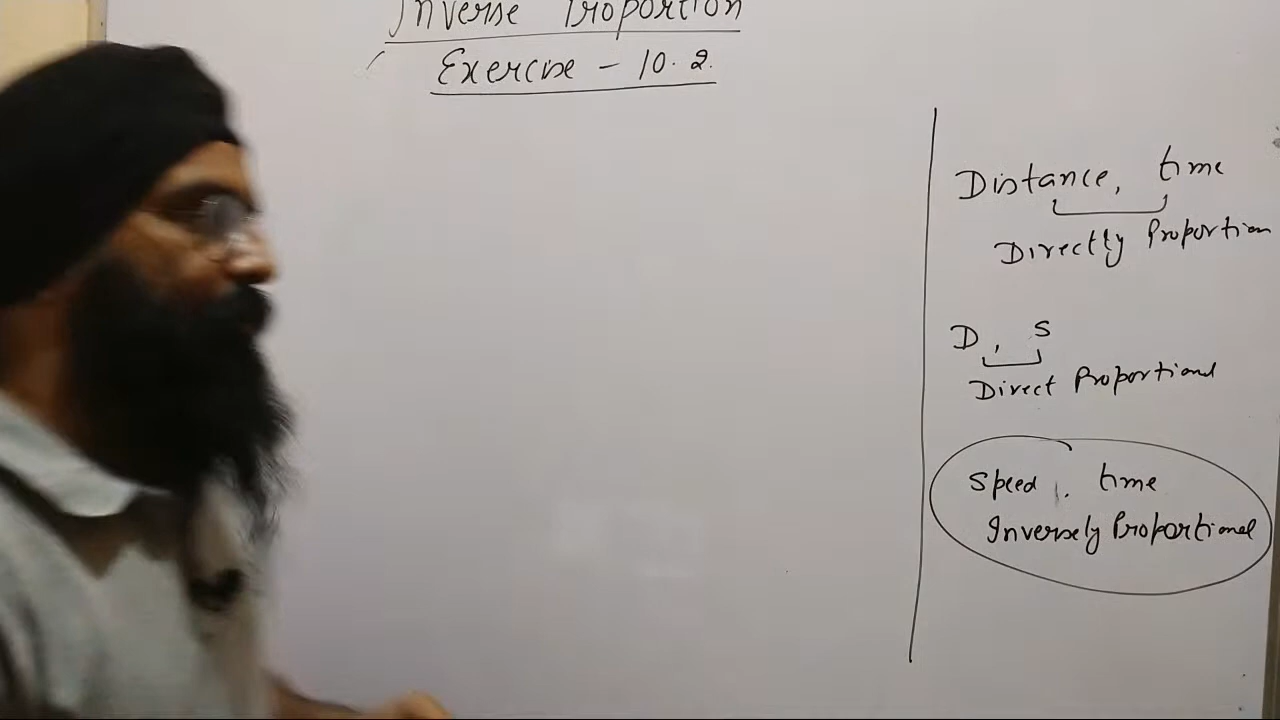 Inverse Proportion
Exercise - 10.2.
Distance, time
Directly Proportion
D, S
Direct Proportional
Speed, time
Inversely Proportional